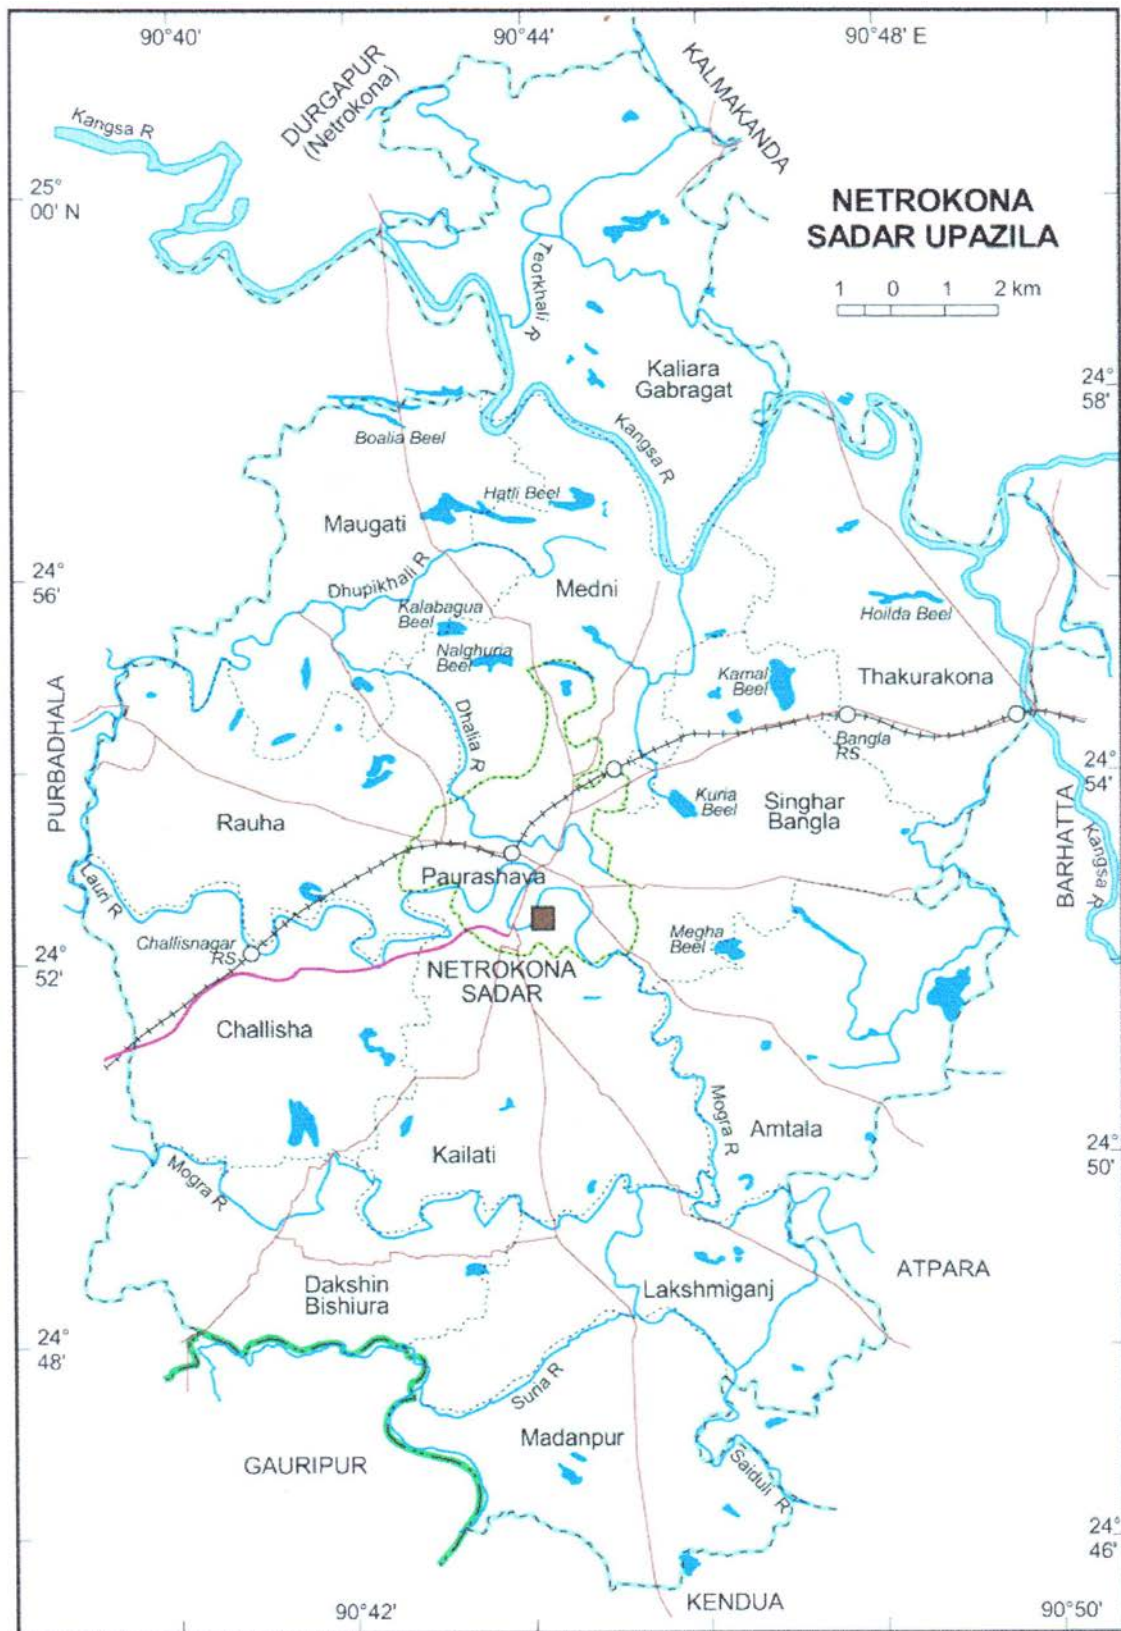 90°40'
90°44'
90°48' E
Kangsa R
DURGAPUR
(Netrokona)
KALMAKANDA
25°
00' N
NETROKONA
SADAR UPAZILA
1 0 1 2 km
Teorkhali R
Kaliara
Gabragat
24°
58'
Kangsa R
Boalia Beel
Hatli Beel
Maugati
Dhupikhali R
24°
56'
Medni
Kalabagua
Beel
Nalghuria
Beel
Hoilda Beel
Kamal
Beel
Thakurakona
PURBADHALA
Dhalia R
Bangla
RS
24°
54'
Kuria
Beel
Singhar
Bangla
Rauha
BARHATTA
Kangsa R
Lauri R
Paurashava
Challisnagar
RS
Megha
Beel
24°
52'
NETROKONA
SADAR
Challisha
Mogra R
Amtala
Kailati
24°
50'
Mogra R
ATPARA
Dakshin
Bishiura
Lakshmiganj
24°
48'
Suria R
Madanpur
GAURIPUR
Saiduli R
24°
46'
KENDUA
90°42'
90°50'